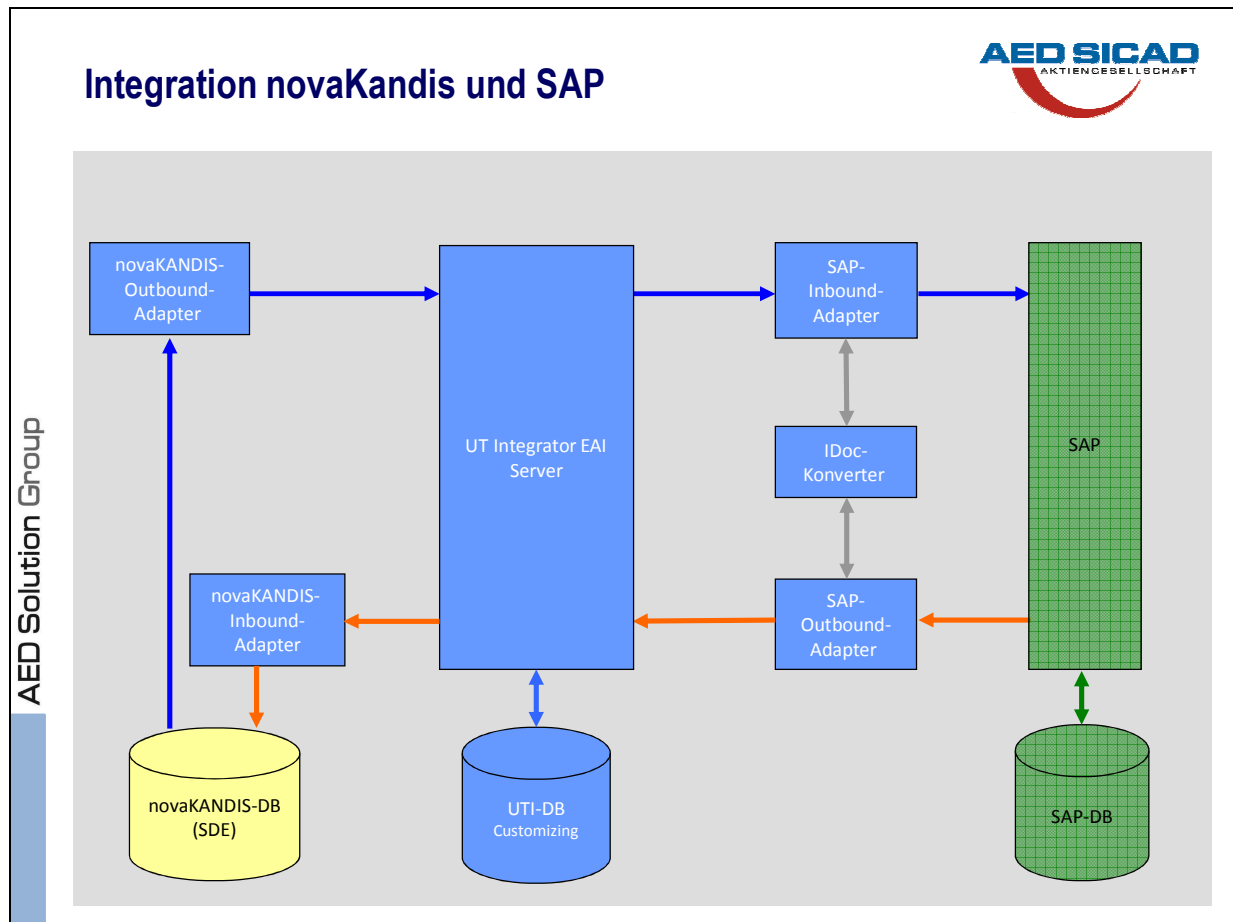 Integration novaKandis und SAP
AED SICAD
AKTIENGESELLSCHAFT
novaKANDIS-
Outbound-
Adapter
UT Integrator EAI
Server
SAP-
Inbound-
Adapter
SAP
IDoc-
Konverter
novaKANDIS-
Inbound-
Adapter
SAP-
Outbound-
Adapter
novaKANDIS-DB
(SDE)
UTI-DB
Customizing
SAP-DB
AED Solution Group